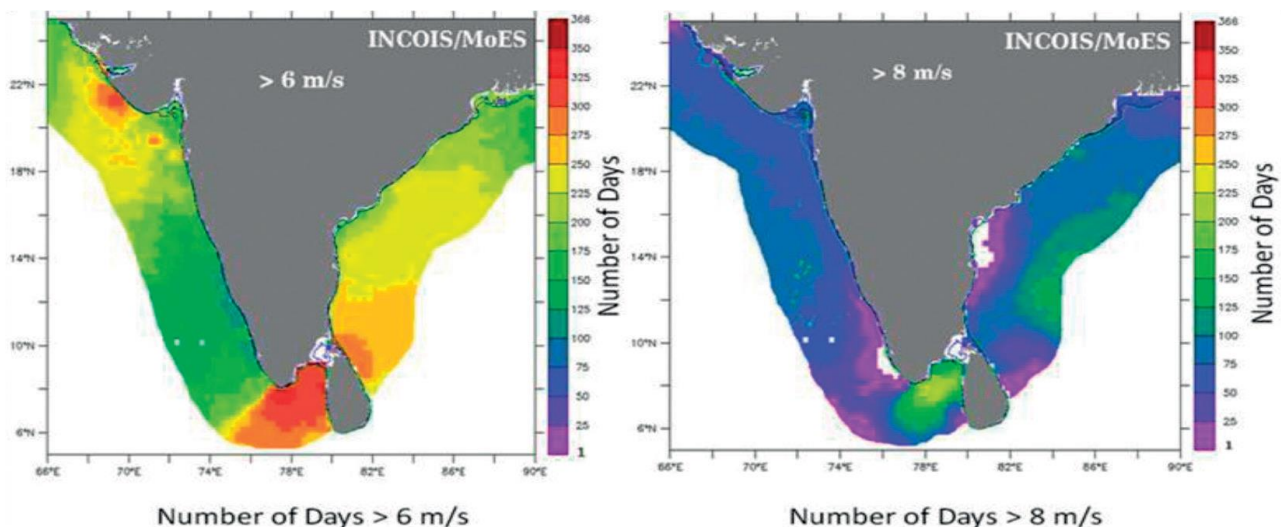 INCOIS/MoES
> 6 m/s
22°N
18°N
14°N
10°N
6°N
66°E 70°E 74°E 78°E 82°E 86°E 90°E
366
350
325
300
275
250
225
200
175
150
125
100
75
50
25
1
Number of Days
Number of Days > 6 m/s
INCOIS/MoES
> 8 m/s
22°N
18°N
14°N
10°N
6°N
66°E 70°E 74°E 78°E 82°E 86°E 90°E
366
350
325
300
275
250
225
200
175
150
125
100
75
50
25
1
Number of Days
Number of Days > 8 m/s